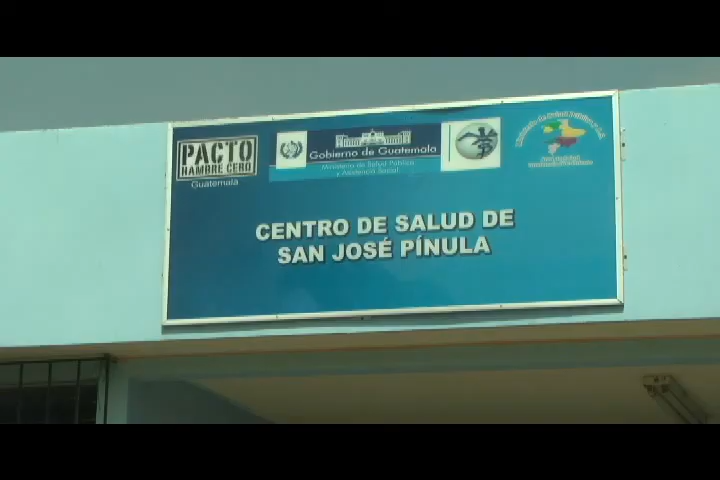 PACTO
HAMBRE CERO
Guatemala
Gobierno de Guatemala
Ministerio de Salud Pública
y Asistencia Social
CENTRO DE SALUD DE
SAN JOSÉ PÍNULA